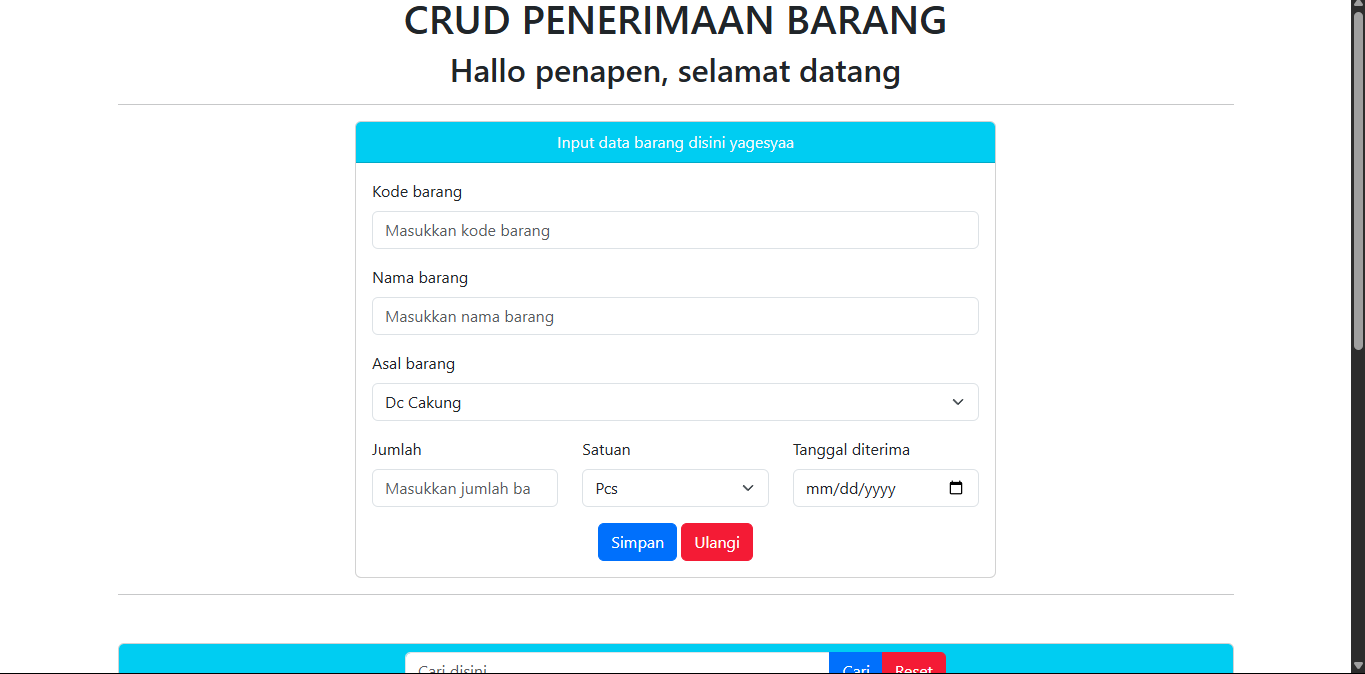 CRUD PENERIMAAN BARANG
Hallo penapen, selamat datang
Input data barang disini yagesyaa
Kode barang
Masukkan kode barang
Nama barang
Masukkan nama barang
Asal barang
Dc Cakung
Jumlah Satuan Tanggal diterima
Masukkan jumlah ba Pcs mm/dd/yyyy
Simpan Ulangi
Cari disini Cari Reset